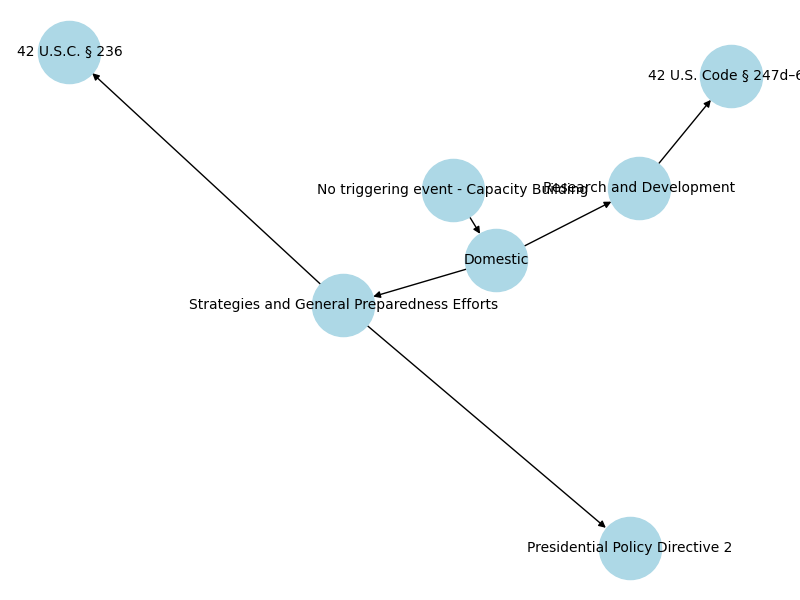 42 U.S.C. § 236
42 U.S. Code § 247d–6
No triggering event - Capacity Building
Research and Development
Domestic
Strategies and General Preparedness Efforts
Presidential Policy Directive 2